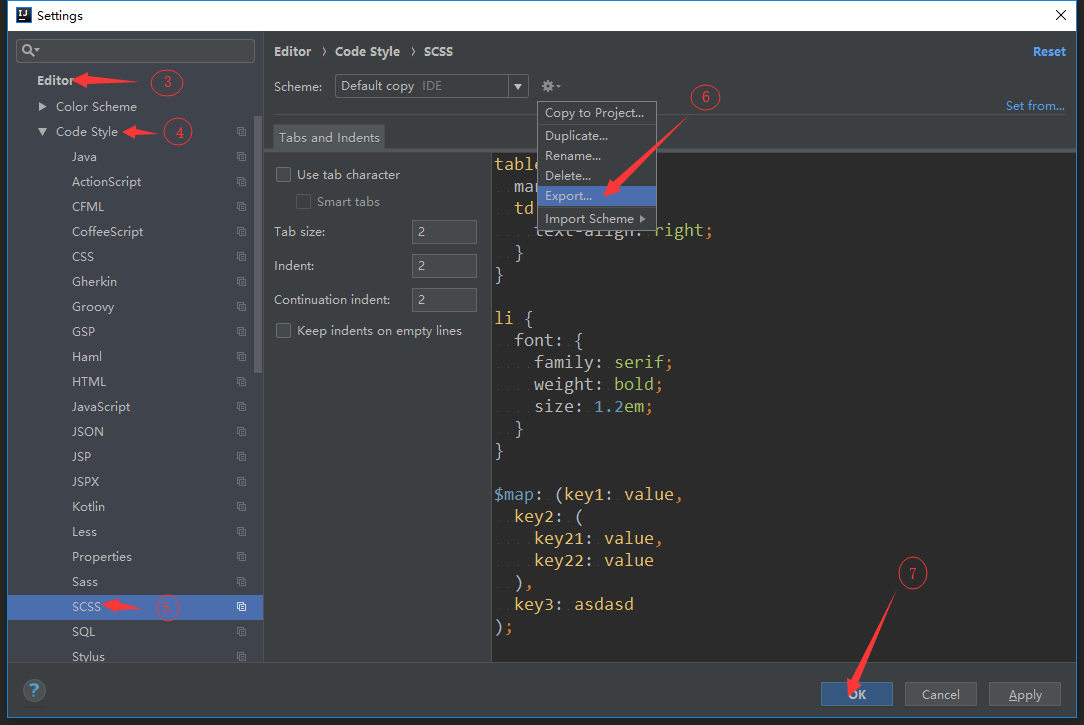 Settings
Editor
③
Color Scheme
Code Style
④
Java
ActionScript
CFML
CoffeeScript
CSS
Gherkin
Groovy
GSP
Haml
HTML
JavaScript
JSON
JSP
JSPX
Kotlin
Less
Properties
Sass
SCSS
⑤
SQL
Stylus
Editor › Code Style › SCSS
Reset
Scheme:
Default copy IDE
⑥
Set from...
Copy to Project...
Duplicate...
Rename...
Delete...
Export...
Import Scheme
Tabs and Indents
Use tab character
Smart tabs
Tab size: 2
Indent: 2
Continuation indent: 2
Keep indents on empty lines
table
td
text-align: right;
}
}
li {
font: {
family: serif;
weight: bold;
size: 1.2em;
}
}
$map: (key1: value,
key2: (
key21: value,
key22: value
),
key3: asdasd
);
⑦
?
OK
Cancel
Apply